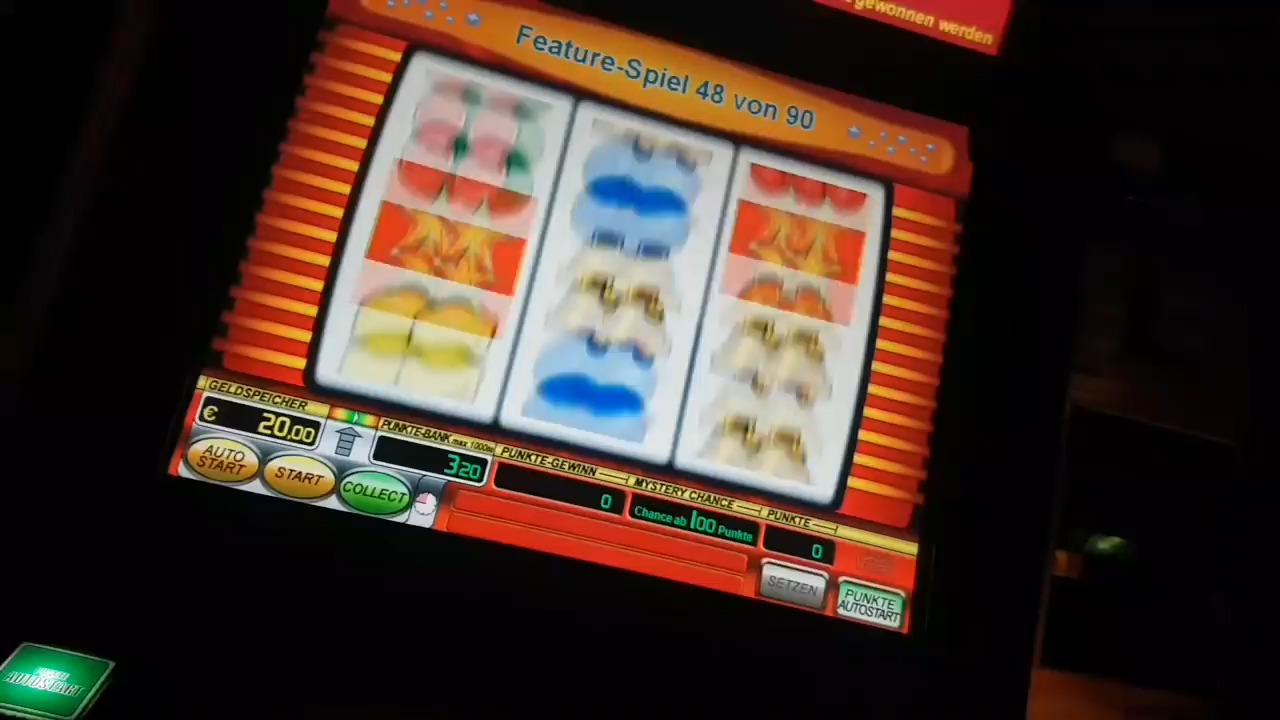 gewonnen werden
Feature-Spiel 48 von 90
GELDSPEICHER
€ 20,00
PUNKTE-BANK max. 1000
320
PUNKTE-GEWINN
0
MYSTERY CHANCE
Chance ab 100 Punkte
PUNKTE
0
AUTO
START
START
COLLECT
SETZEN
PUNKTE
AUTOSTART
AUTOSTART